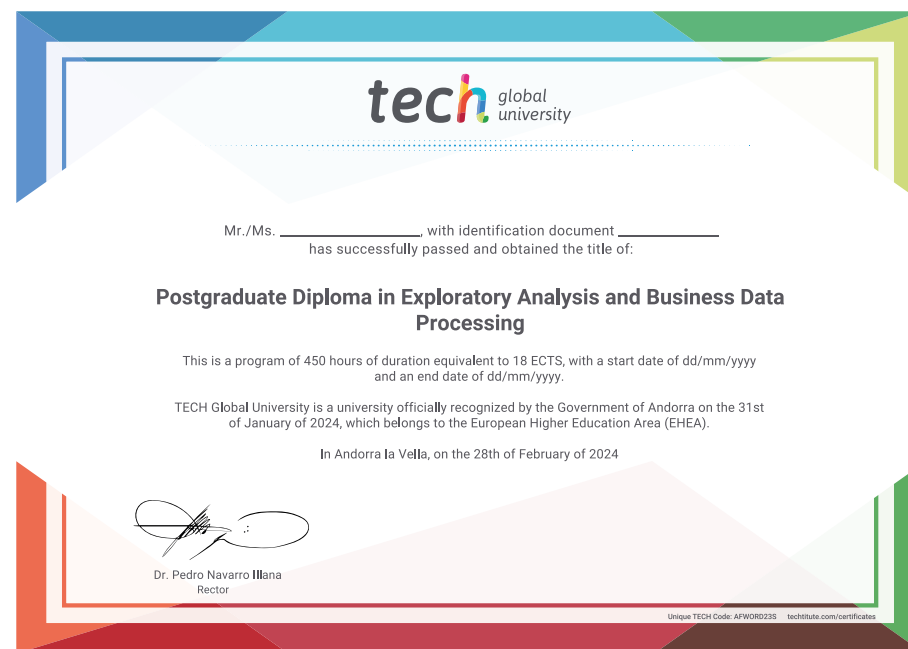 tech global university
Mr./Ms. ____________________, with identification document ____________
has successfully passed and obtained the title of:
Postgraduate Diploma in Exploratory Analysis and Business Data
Processing
This is a program of 450 hours of duration equivalent to 18 ECTS, with a start date of dd/mm/yyyy
and an end date of dd/mm/yyyy.
TECH Global University is a university officially recognized by the Government of Andorra on the 31st
of January of 2024, which belongs to the European Higher Education Area (EHEA).
In Andorra la Vella, on the 28th of February of 2024
Dr. Pedro Navarro Illana
Rector
Unique TECH Code: AFWORD23S techtitute.com/certificates